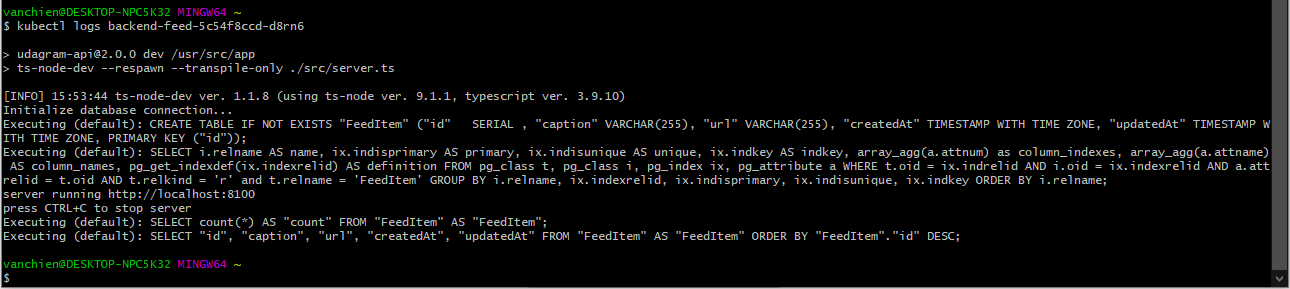 vanchien@DESKTOP-NPC5K32 MINGW64 ~
$ kubectl logs backend-feed-5c54f8ccd-d8rn6
> udagram-api@2.0.0 dev /usr/src/app
> ts-node-dev --respawn --transpile-only ./src/server.ts
[INFO] 15:53:44 ts-node-dev ver. 1.1.8 (using ts-node ver. 9.1.1, typescript ver. 3.9.10)
Initialize database connection...
Executing (default): CREATE TABLE IF NOT EXISTS "FeedItem" ("id"   SERIAL , "caption" VARCHAR(255), "url" VARCHAR(255), "createdAt" TIMESTAMP WITH TIME ZONE, "updatedAt" TIMESTAMP W
ITH TIME ZONE, PRIMARY KEY ("id"));
Executing (default): SELECT i.relname AS name, ix.indisprimary AS primary, ix.indisunique AS unique, ix.indkey AS indkey, array_agg(a.attnum) as column_indexes, array_agg(a.attname)
 AS column_names, pg_get_indexdef(ix.indexrelid) AS definition FROM pg_class t, pg_class i, pg_index ix, pg_attribute a WHERE t.oid = ix.indrelid AND i.oid = ix.indexrelid AND a.att
relid = t.oid AND t.relkind = 'r' and t.relname = 'FeedItem' GROUP BY i.relname, ix.indexrelid, ix.indisprimary, ix.indisunique, ix.indkey ORDER BY i.relname;
server running http://localhost:8100
press CTRL+C to stop server
Executing (default): SELECT count(*) AS "count" FROM "FeedItem" AS "FeedItem";
Executing (default): SELECT "id", "caption", "url", "createdAt", "updatedAt" FROM "FeedItem" AS "FeedItem" ORDER BY "FeedItem"."id" DESC;
vanchien@DESKTOP-NPC5K32 MINGW64 ~
$